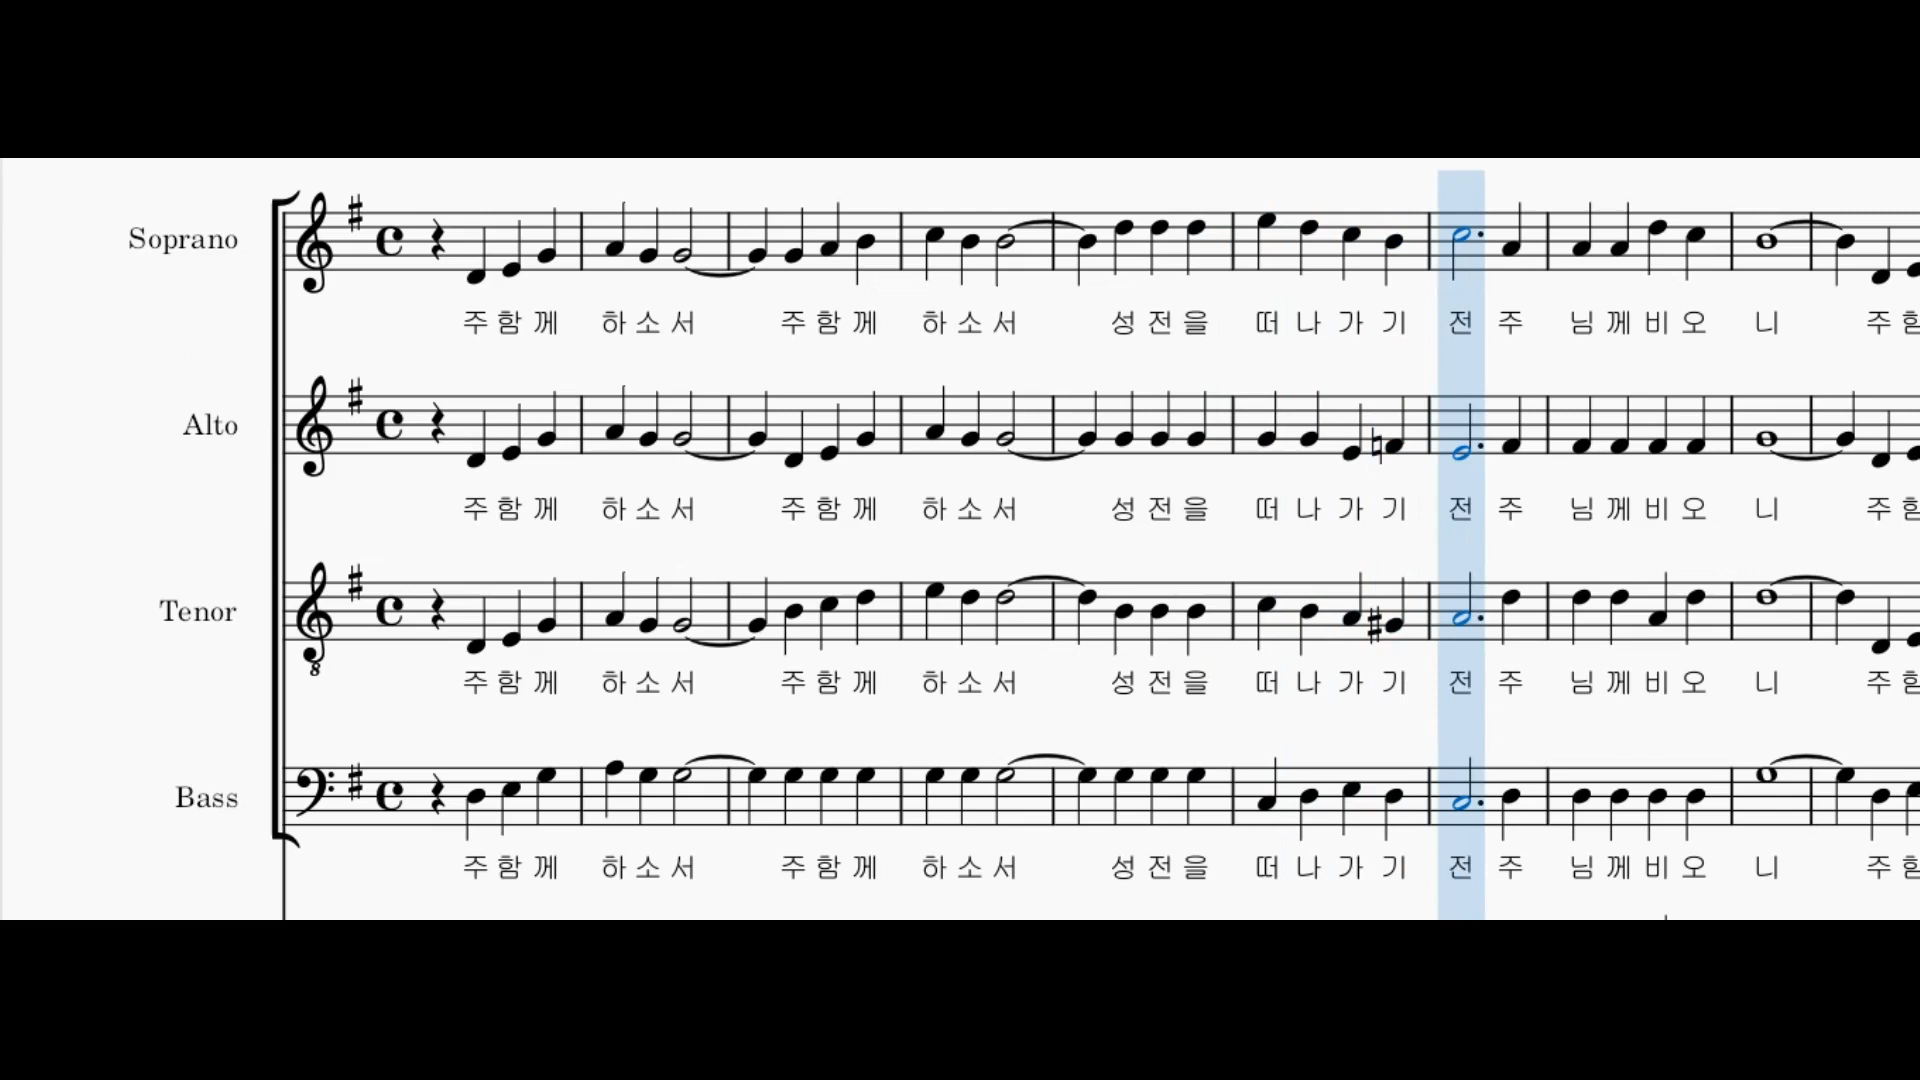 Soprano
주 함 께 하 소 서 주 함 께 하 소 서 성 전 을 떠 나 가 기 전 주 님 께 비 오 니 주
Alto
주 함 께 하 소 서 주 함 께 하 소 서 성 전 을 떠 나 가 기 전 주 님 께 비 오 니 주
Tenor
8
주 함 께 하 소 서 주 함 께 하 소 서 성 전 을 떠 나 가 기 전 주 님 께 비 오 니 주
Bass
주 함 께 하 소 서 주 함 께 하 소 서 성 전 을 떠 나 가 기 전 주 님 께 비 오 니 주